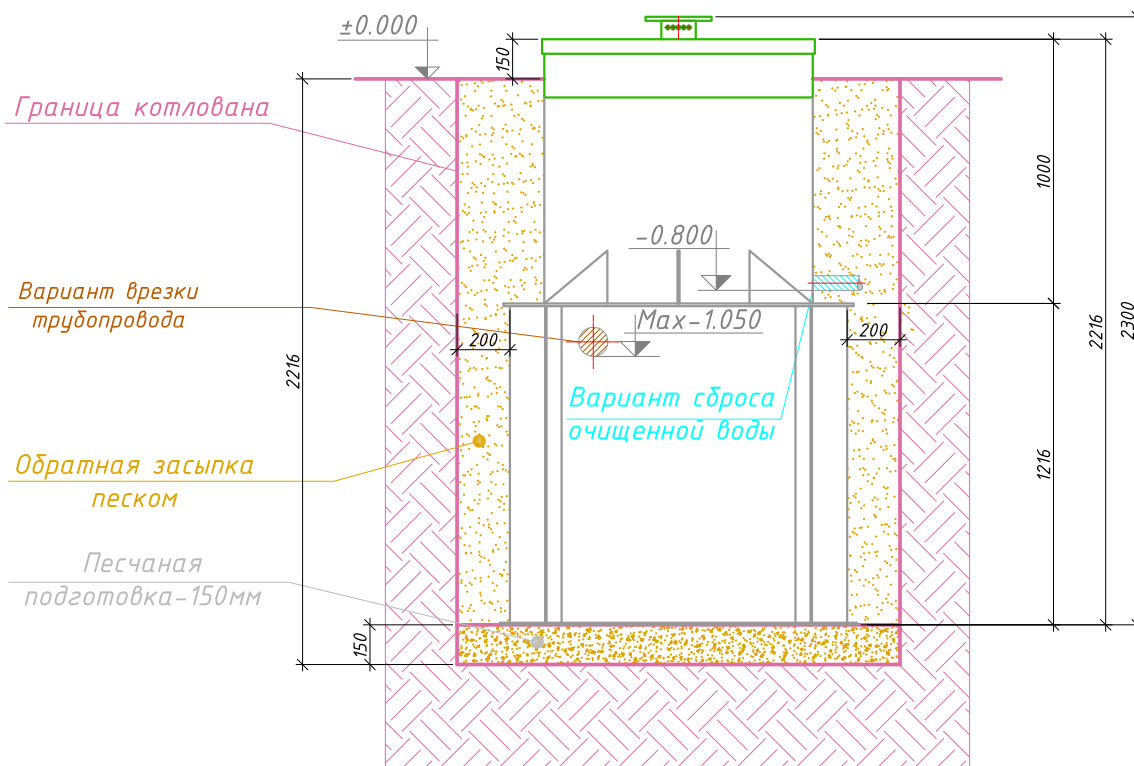 ±0.000
150
Граница котлована
1000
-0.800
Вариант врезки
трубопровода
Max-1.050
200
200
2216
2216
2300
Вариант сброса
очищенной воды
Обратная засыпка
песком
1216
Песчаная
подготовка-150мм
150